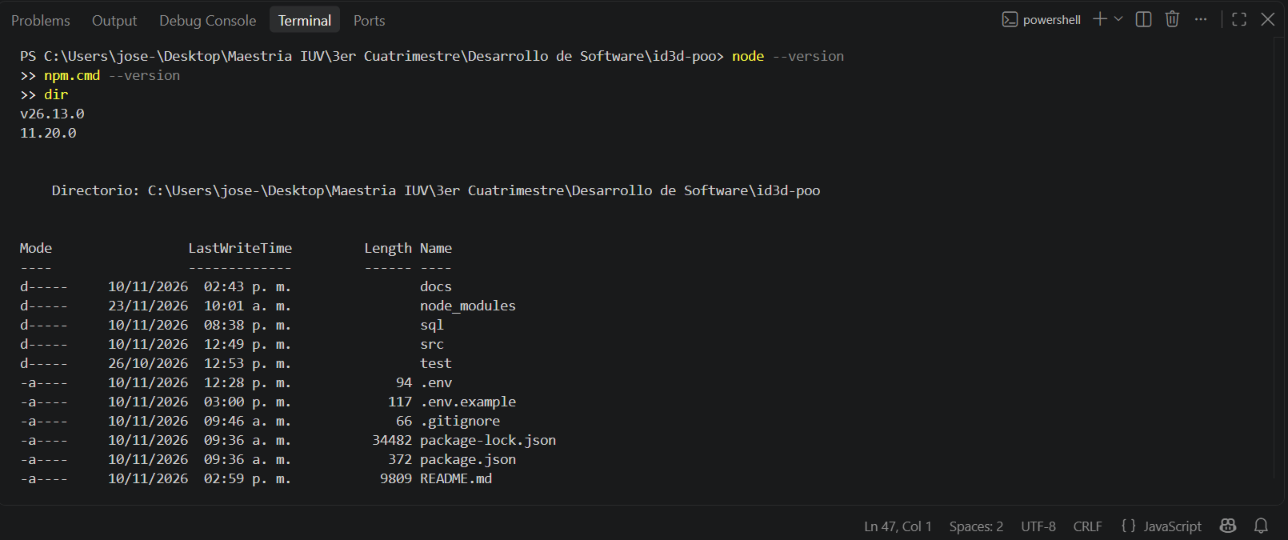 Problems Output Debug Console Terminal Ports powershell
PS C:\Users\jose-\Desktop\Maestria IUV\3er Cuatrimestre\Desarrollo de Software\id3d-poo> node --version
>> npm.cmd --version
>> dir
v26.13.0
11.20.0
Directorio: C:\Users\jose-\Desktop\Maestria IUV\3er Cuatrimestre\Desarrollo de Software\id3d-poo
Mode LastWriteTime Length Name
---- ------------- ------ ----
d----- 10/11/2026 02:43 p. m. docs
d----- 23/11/2026 10:01 a. m. node_modules
d----- 10/11/2026 08:38 p. m. sql
d----- 10/11/2026 12:49 p. m. src
d----- 26/10/2026 12:53 p. m. test
-a---- 10/11/2026 12:28 p. m. 94 .env
-a---- 10/11/2026 03:00 p. m. 117 .env.example
-a---- 10/11/2026 09:46 a. m. 66 .gitignore
-a---- 10/11/2026 09:36 a. m. 34482 package-lock.json
-a---- 10/11/2026 09:36 a. m. 372 package.json
-a---- 10/11/2026 02:59 p. m. 9809 README.md
Ln 47, Col 1 Spaces: 2 UTF-8 CRLF {} JavaScript